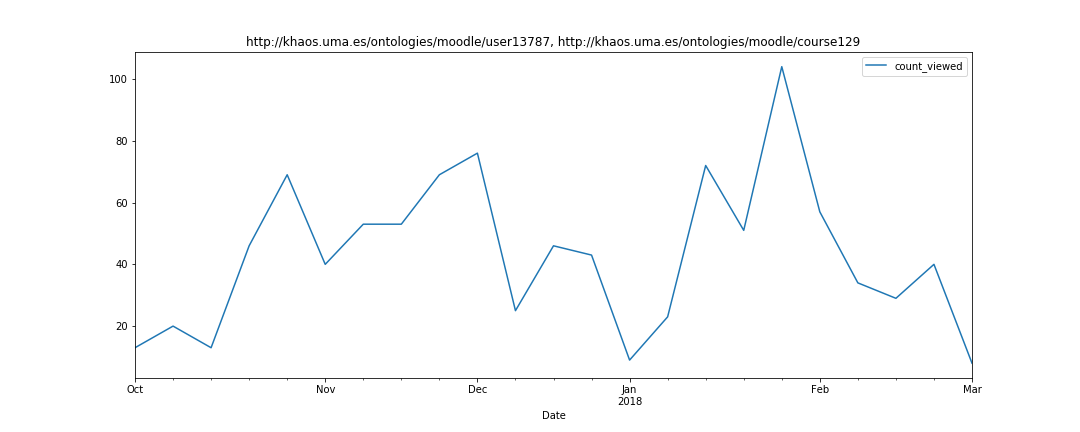 http://khaos.uma.es/ontologies/moodle/user13787, http://khaos.uma.es/ontologies/moodle/course129
count_viewed
100
80
60
40
20
Oct Nov Dec Jan Feb Mar
2018
Date